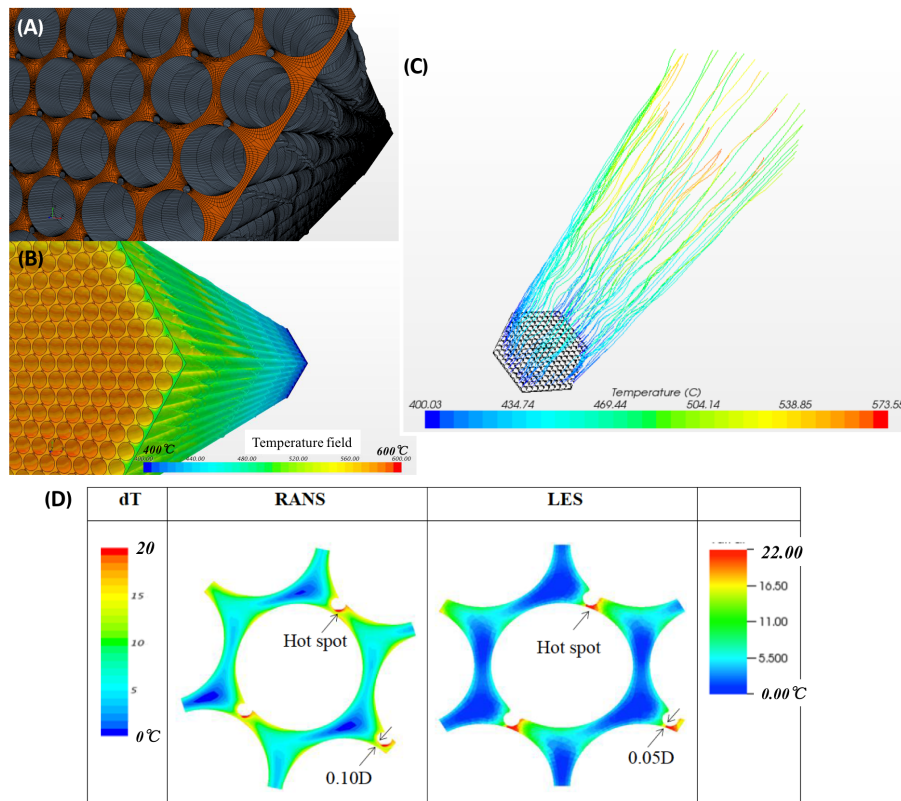 (A)
(B)
400℃
Temperature field
600℃
400.00 440.00 480.00 520.00 560.00 600.00
(C)
Temperature (C)
400.03 434.74 469.44 504.14 538.85 573.55
(D)
dT RANS LES
20
15
10
5
0℃
Hot spot
0.10D
Hot spot
0.05D
22.00
16.50
11.00
5.500
0.00℃